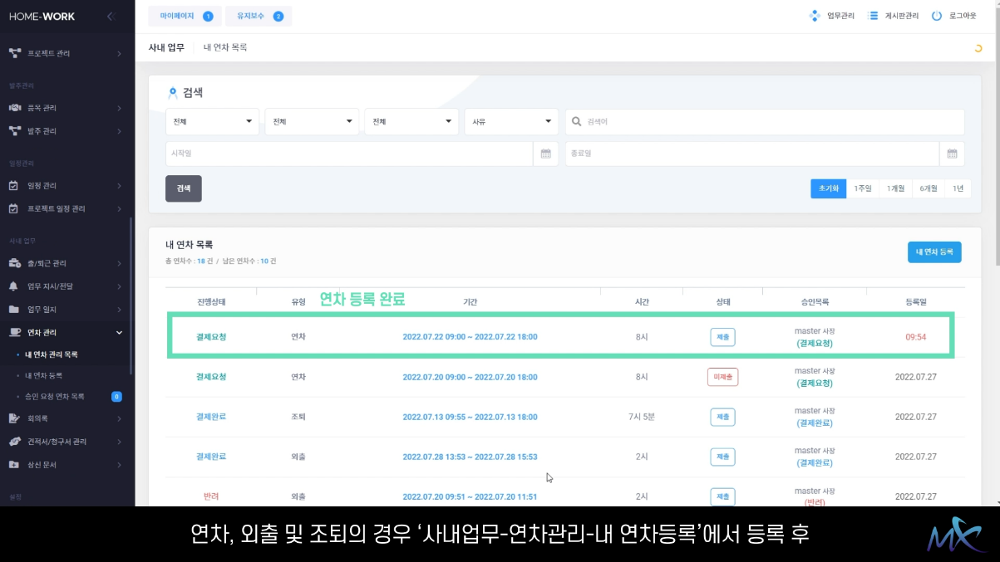 HOME-WORK
마이페이지 1
유지보수 2
업무관리
게시판관리
로그아웃
사내 업무
내 연차 목록
프로젝트 관리
발주관리
품목 관리
발주 관리
일정관리
일정 관리
프로젝트 일정 관리
사내 업무
출/퇴근 관리
업무 지시/전달
업무 일지
연차 관리
내 연차 관리 목록
내 연차 등록
승인 요청 연차 목록 0
회의록
견적서/청구서 관리
상신 문서
설정
검색
전체 전체 전체 사유 검색어
시작일 종료일
검색 초기화 1주일 1개월 6개월 1년
내 연차 목록
총 연차수 : 18 건 / 남은 연차수 : 10 건
내 연차 등록
연차 등록 완료
진행상태 유형 기간 시간 상태 승인목록 등록일
결제요청 연차 2022.07.22 09:00 ~ 2022.07.22 18:00 8시 제출 master 사장 (결제요청) 09:54
결제요청 연차 2022.07.20 09:00 ~ 2022.07.20 18:00 8시 미제출 master 사장 (결제요청) 2022.07.27
결제완료 조퇴 2022.07.13 09:55 ~ 2022.07.13 18:00 7시 5분 제출 master 사장 (결제완료) 2022.07.27
결제완료 외출 2022.07.28 13:53 ~ 2022.07.28 15:53 2시 제출 master 사장 (결제완료) 2022.07.27
반려 외출 2022.07.20 09:51 ~ 2022.07.20 11:51 2시 제출 master 사장 (반려) 2022.07.27
연차, 외출 및 조퇴의 경우 ‘사내업무-연차관리-내 연차등록’에서 등록 후
MX